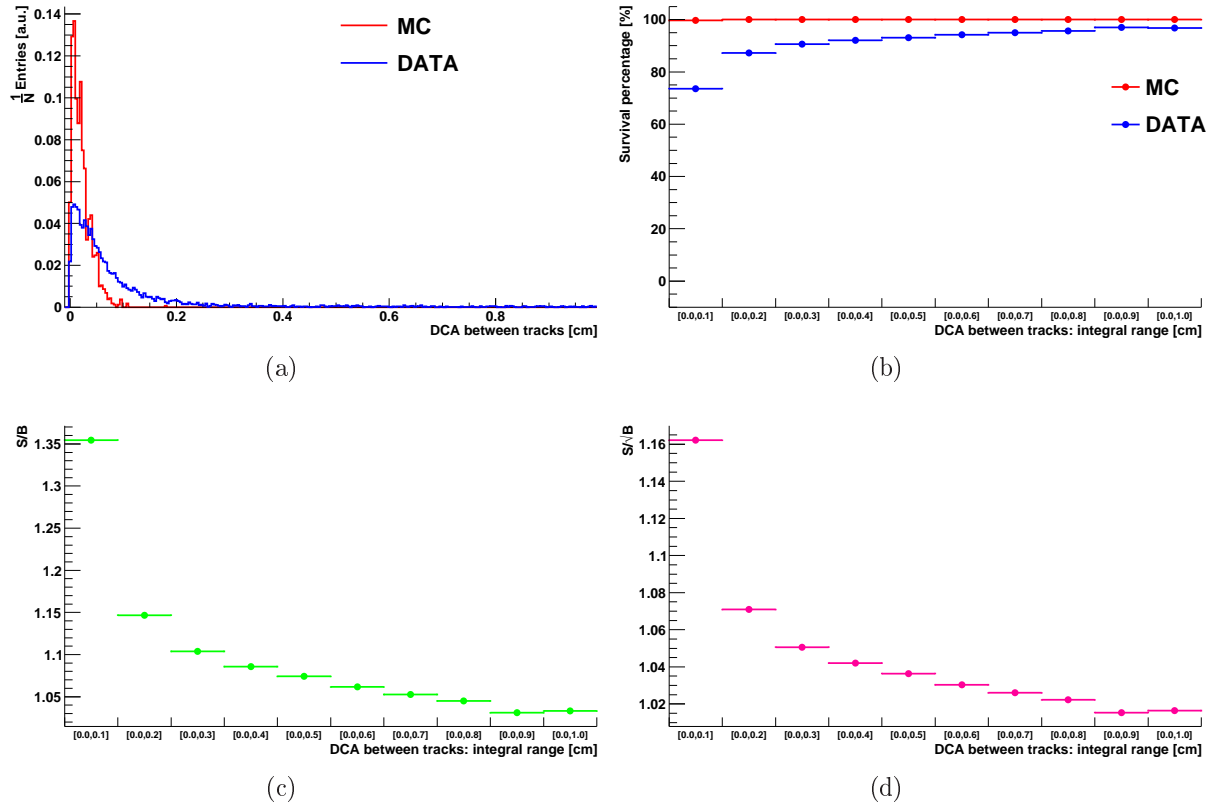 1/N Entries [a.u.]
0.14
0.12
0.1
0.08
0.06
0.04
0.02
0
MC
DATA
0 0.2 0.4 0.6 0.8
DCA between tracks [cm]
(a)
Survival percentage [%]
100
80
60
40
20
0
MC
DATA
[0.0,0.1] [0.0,0.2] [0.0,0.3] [0.0,0.4] [0.0,0.5] [0.0,0.6] [0.0,0.7] [0.0,0.8] [0.0,0.9] [0.0,1.0]
DCA between tracks: integral range [cm]
(b)
S/B
1.35
1.3
1.25
1.2
1.15
1.1
1.05
[0.0,0.1] [0.0,0.2] [0.0,0.3] [0.0,0.4] [0.0,0.5] [0.0,0.6] [0.0,0.7] [0.0,0.8] [0.0,0.9] [0.0,1.0]
DCA between tracks: integral range [cm]
(c)
S/√B
1.16
1.14
1.12
1.1
1.08
1.06
1.04
1.02
[0.0,0.1] [0.0,0.2] [0.0,0.3] [0.0,0.4] [0.0,0.5] [0.0,0.6] [0.0,0.7] [0.0,0.8] [0.0,0.9] [0.0,1.0]
DCA between tracks: integral range [cm]
(d)